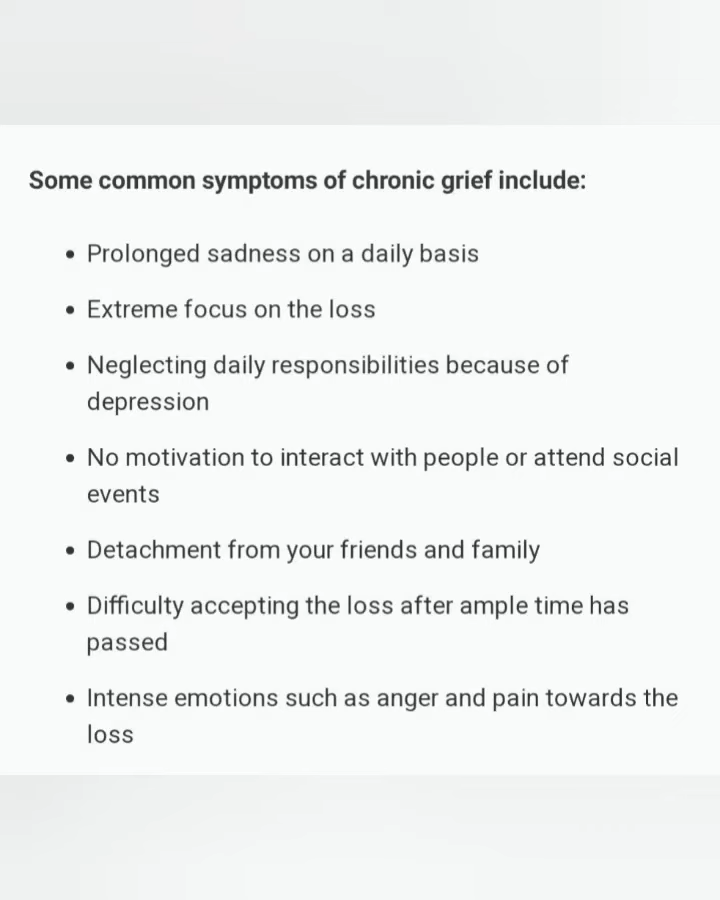 Some common symptoms of chronic grief include:
• Prolonged sadness on a daily basis
• Extreme focus on the loss
• Neglecting daily responsibilities because of
depression
• No motivation to interact with people or attend social
events
• Detachment from your friends and family
• Difficulty accepting the loss after ample time has
passed
• Intense emotions such as anger and pain towards the
loss